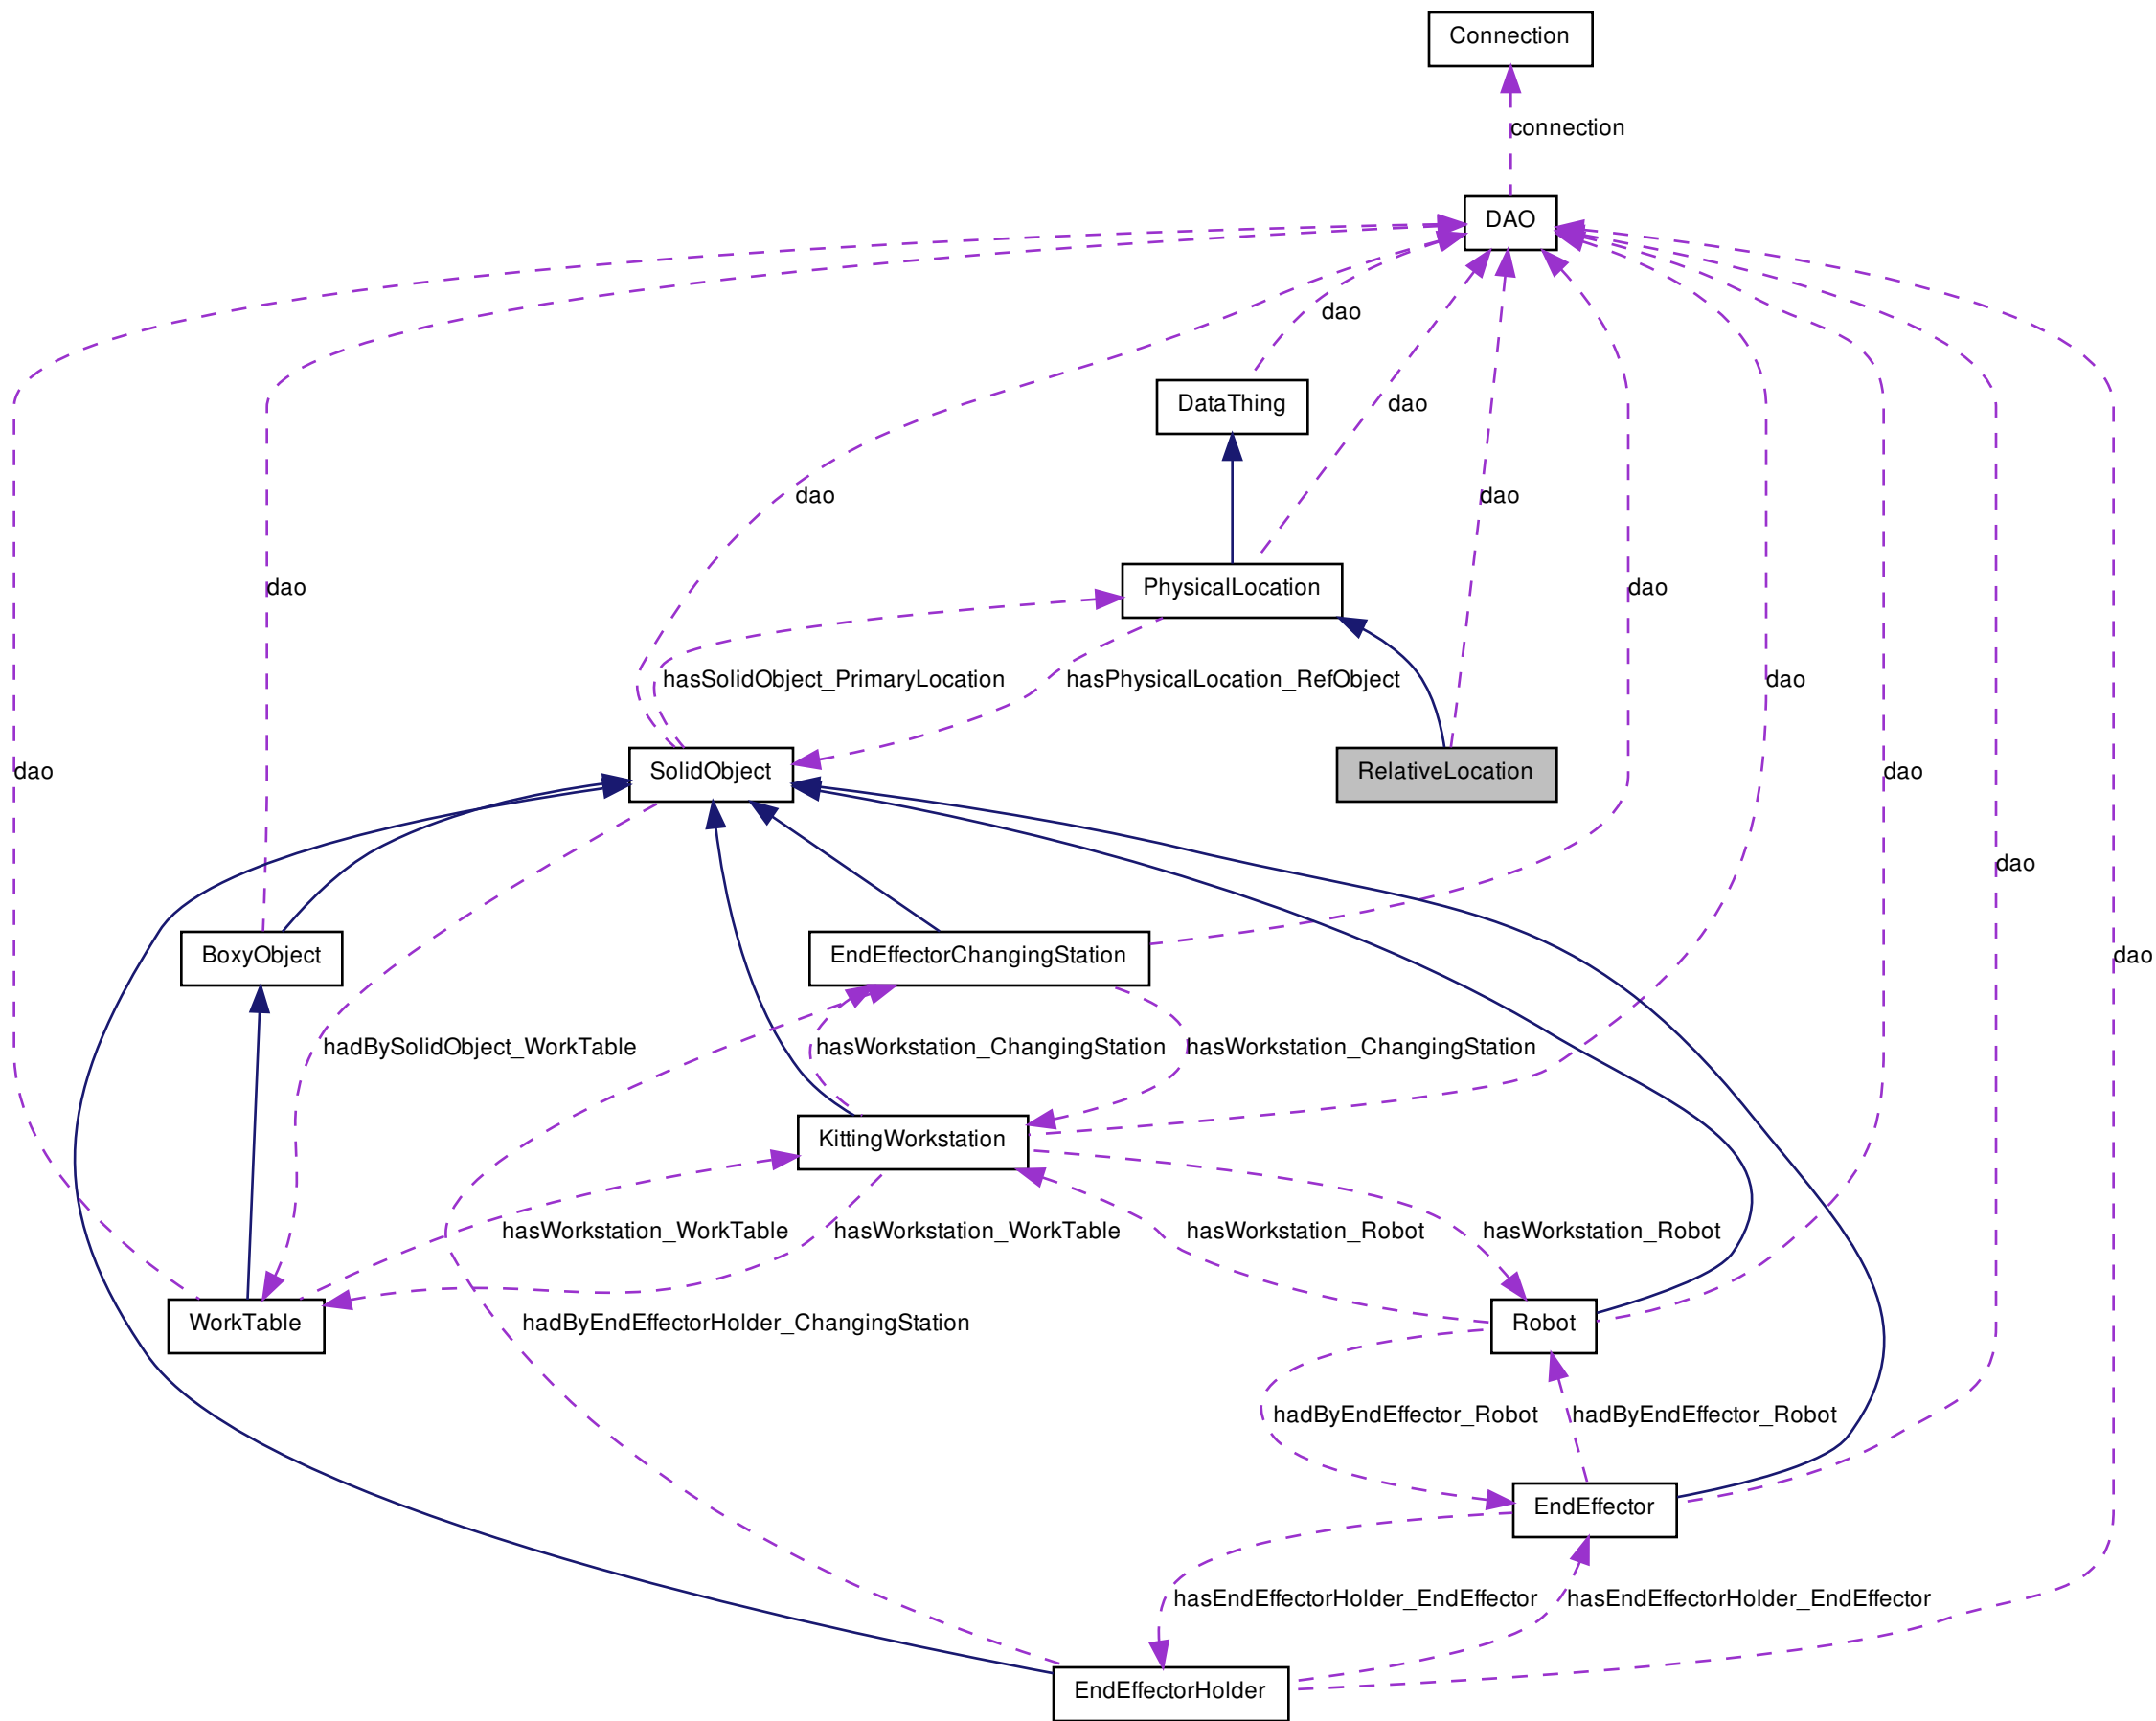 Connection
connection
DAO
dao
DataThing
dao
dao
dao
dao
PhysicalLocation
dao
hasSolidObject_PrimaryLocation
hasPhysicalLocation_RefObject
dao
dao
SolidObject
RelativeLocation
dao
dao
BoxyObject
EndEffectorChangingStation
dao
hadBySolidObject_WorkTable
hasWorkstation_ChangingStation
hasWorkstation_ChangingStation
KittingWorkstation
hasWorkstation_WorkTable
hasWorkstation_WorkTable
hasWorkstation_Robot
hasWorkstation_Robot
WorkTable
hadByEndEffectorHolder_ChangingStation
Robot
hadByEndEffector_Robot
hadByEndEffector_Robot
EndEffector
hasEndEffectorHolder_EndEffector
hasEndEffectorHolder_EndEffector
EndEffectorHolder